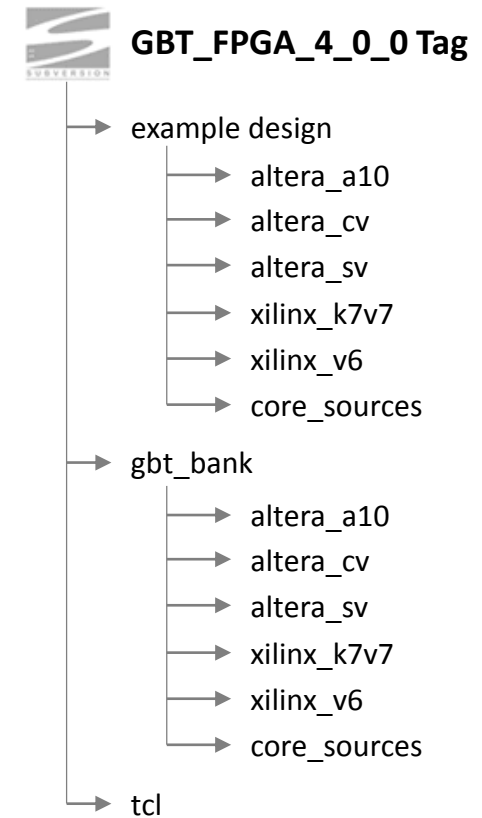 SUBVERSION
GBT_FPGA_4_0_0 Tag
example design
altera_a10
altera_cv
altera_sv
xilinx_k7v7
xilinx_v6
core_sources
gbt_bank
altera_a10
altera_cv
altera_sv
xilinx_k7v7
xilinx_v6
core_sources
tcl